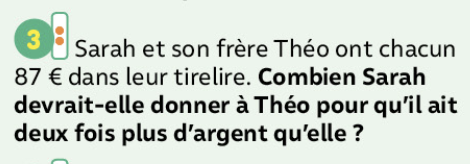 3 Sarah et son frère Théo ont chacun
87 € dans leur tirelire. Combien Sarah
devrait-elle donner à Théo pour qu'il ait
deux fois plus d'argent qu'elle ?